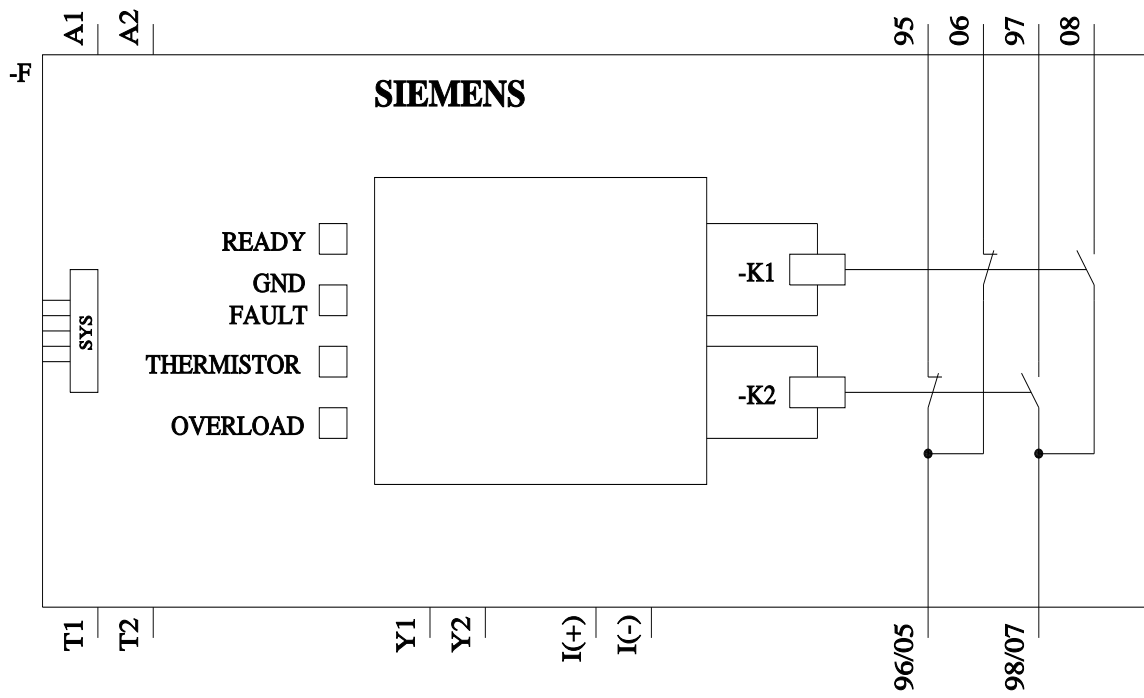 A1
A2
95
06
97
08
-F
SIEMENS
READY
GND
FAULT
THERMISTOR
OVERLOAD
SYS
-K1
-K2
T1
T2
Y1
Y2
I(+)
I(-)
96/05
98/07